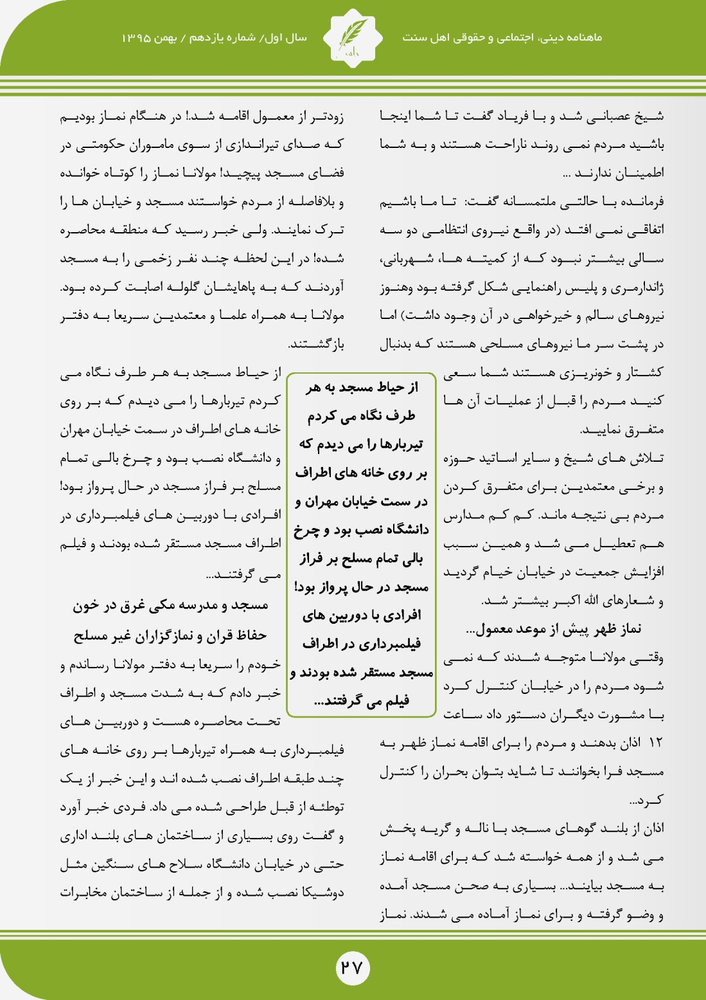 ماهنامه دینی، اجتماعی و حقوقی اهل سنت
سال اول/ شماره یازدهم / بهمن ۱۳۹۵
شیخ عصبانی شد و با فریاد گفت تا شما اینجا
باشید مردم نمی روند ناراحت هستند و به شما
اطمینان ندارند ...
فرمانده با حالتی ملتمسانه گفت: تا ما باشیم
اتفاقی نمی افتد (در واقع نیروی انتظامی دو سه
سالی بیشتر نبود که از کمیته ها، شهربانی،
ژاندارمری و پلیس راهنمایی شکل گرفته بود وهنوز
نیروهای سالم و خیرخواهی در آن وجود داشت) اما
در پشت سر ما نیروهای مسلحی هستند که بدنبال
کشتار و خونریزی هستند شما سعی
کنید مردم را قبل از عملیات آن ها
متفرق نمایید.
تلاش های شیخ و سایر اساتید حوزه
و برخی معتمدین برای متفرق کردن
مردم بی نتیجه ماند. کم کم مدارس
هم تعطیل می شد و همین سبب
افزایش جمعیت در خیابان خیام گردید
و شعارهای الله اکبر بیشتر شد.
نماز ظهر پیش از موعد معمول...
وقتی مولانا متوجه شدند که نمی
شود مردم را در خیابان کنترل کرد
با مشورت دیگران دستور داد ساعت
۱۲ اذان بدهند و مردم را برای اقامه نماز ظهر به
مسجد فرا بخوانند تا شاید بتوان بحران را کنترل
کرد...
اذان از بلند گوهای مسجد با ناله و گریه پخش
می شد و از همه خواسته شد که برای اقامه نماز
به مسجد بیایند... بسیاری به صحن مسجد آمده
و وضو گرفته و برای نماز آماده می شدند. نماز
زودتر از معمول اقامه شد.! در هنگام نماز بودیم
که صدای تیراندازی از سوی ماموران حکومتی در
فضای مسجد پیچید! مولانا نماز را کوتاه خوانده
و بلافاصله از مردم خواستند مسجد و خیابان ها را
ترک نمایند. ولی خبر رسید که منطقه محاصره
شده! در این لحظه چند نفر زخمی را به مسجد
آوردند که به پاهایشان گلوله اصابت کرده بود.
مولانا به همراه علما و معتمدین سریعا به دفتر
بازگشتند.
از حیاط مسجد به هر طرف نگاه می
کردم تیربارها را می دیدم که بر روی
خانه های اطراف در سمت خیابان مهران
و دانشگاه نصب بود و چرخ بالی تمام
مسلح بر فراز مسجد در حال پرواز بود!
افرادی با دوربین های فیلمبرداری در
اطراف مسجد مستقر شده بودند و فیلم
می گرفتند...
مسجد و مدرسه مکی غرق در خون
حفاظ قران و نمازگزاران غیر مسلح
خودم را سریعا به دفتر مولانا رساندم و
خبر دادم که به شدت مسجد و اطراف
تحت محاصره هست و دوربین های
فیلمبرداری به همراه تیربارها بر روی خانه های
چند طبقه اطراف نصب شده اند و این خبر از یک
توطئه از قبل طراحی شده می داد. فردی خبر آورد
و گفت روی بسیاری از ساختمان های بلند اداری
حتی در خیابان دانشگاه سلاح های سنگین مثل
دوشیکا نصب شده و از جمله از ساختمان مخابرات
از حیاط مسجد به هر
طرف نگاه می کردم
تیربارها را می دیدم که
بر روی خانه های اطراف
در سمت خیابان مهران و
دانشگاه نصب بود و چرخ
بالی تمام مسلح بر فراز
مسجد در حال پرواز بود!
افرادی با دوربین های
فیلمبرداری در اطراف
مسجد مستقر شده بودند و
فیلم می گرفتند...
۲۷